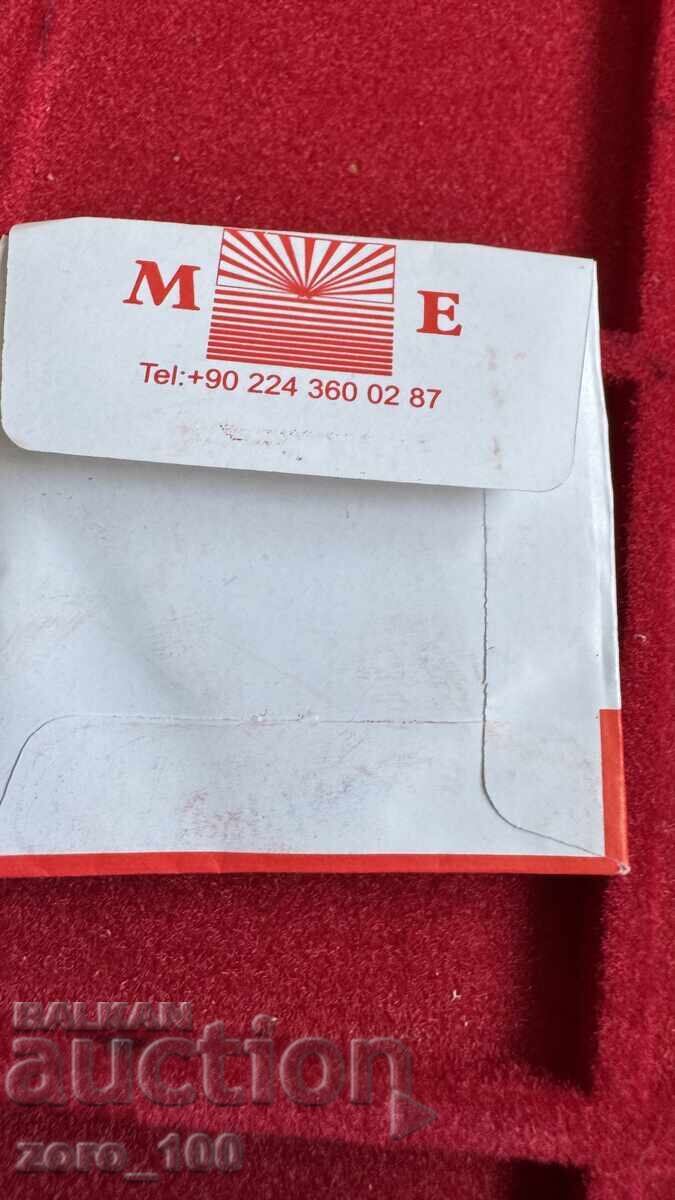 M E
Tel:+90 224 360 02 87
BALKAN
auction
zoro_100